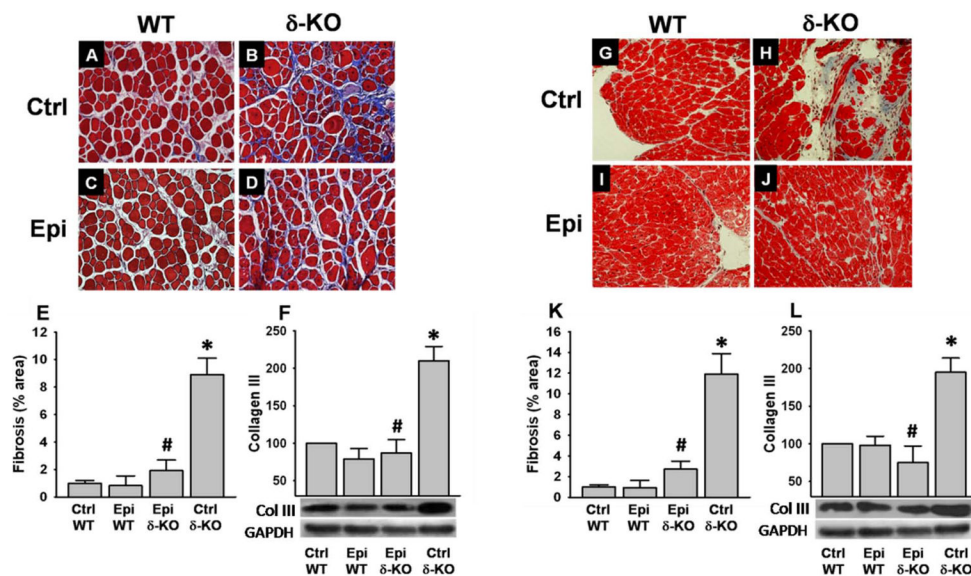 WT δ-KO
Ctrl
A B
Epi
C D
E
Fibrosis (% area)
12
10
8
6
4
2
0
# *
Ctrl WT
Epi WT
Epi δ-KO
Ctrl δ-KO
F
Collagen III
250
200
150
100
50
# *
Col III
GAPDH
Ctrl WT
Epi WT
Epi δ-KO
Ctrl δ-KO
WT δ-KO
Ctrl
G H
Epi
I J
K
Fibrosis (% area)
16
14
12
10
8
6
4
2
0
# *
Ctrl WT
Epi WT
Epi δ-KO
Ctrl δ-KO
L
Collagen III
250
200
150
100
50
# *
Col III
GAPDH
Ctrl WT
Epi WT
Epi δ-KO
Ctrl δ-KO